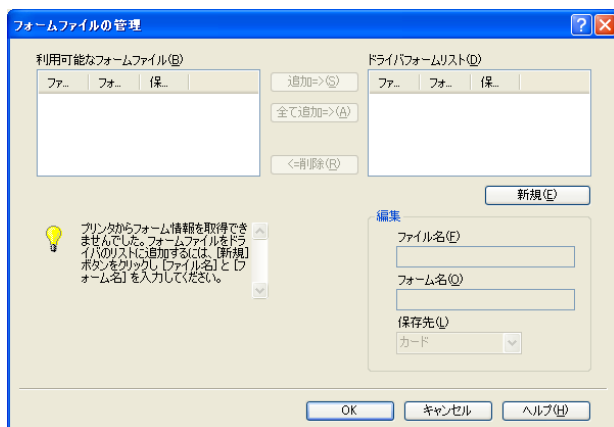 フォームファイルの管理
利用可能なフォームファイル(B)
ファ... フォ... 保...
追加=>(S)
全て追加=>(A)
<=削除(R)
ドライバフォームリスト(D)
ファ... フォ... 保...
新規(E)
プリンタからフォーム情報を取得で
きませんでした。フォームファイルをドラ
イバのリストに追加するには、[新規]
ボタンをクリックし [ファイル名] と [フ
ォーム名] を入力してください。
編集
ファイル名(F)
フォーム名(O)
保存先(L)
カード
OK
キャンセル
ヘルプ(H)